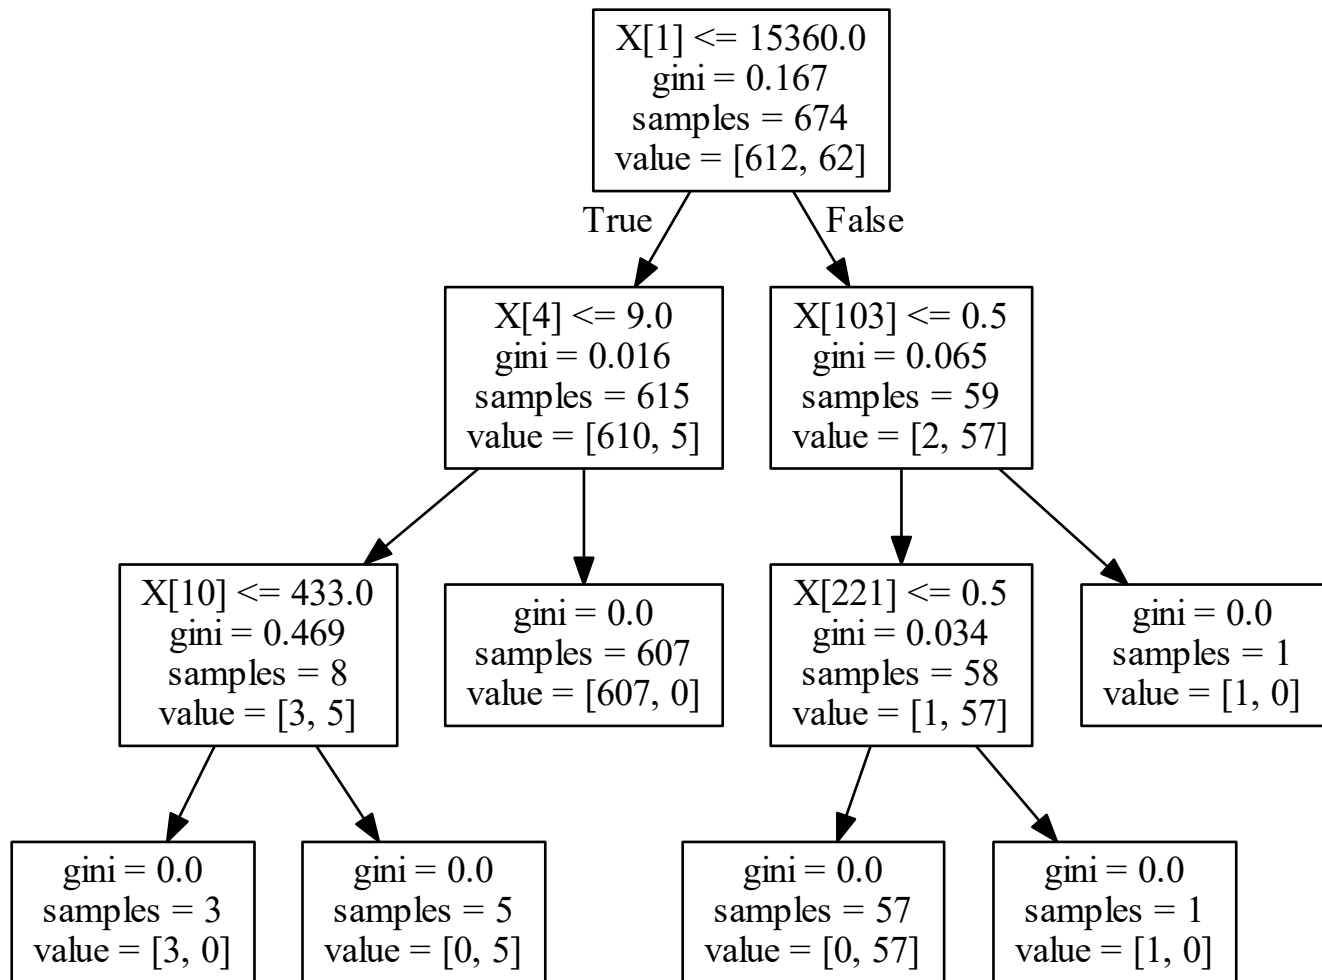 X[1] <= 15360.0
gini = 0.167
samples = 674
value = [612, 62]
True
False
X[4] <= 9.0
gini = 0.016
samples = 615
value = [610, 5]
X[103] <= 0.5
gini = 0.065
samples = 59
value = [2, 57]
X[10] <= 433.0
gini = 0.469
samples = 8
value = [3, 5]
gini = 0.0
samples = 607
value = [607, 0]
X[221] <= 0.5
gini = 0.034
samples = 58
value = [1, 57]
gini = 0.0
samples = 1
value = [1, 0]
gini = 0.0
samples = 3
value = [3, 0]
gini = 0.0
samples = 5
value = [0, 5]
gini = 0.0
samples = 57
value = [0, 57]
gini = 0.0
samples = 1
value = [1, 0]